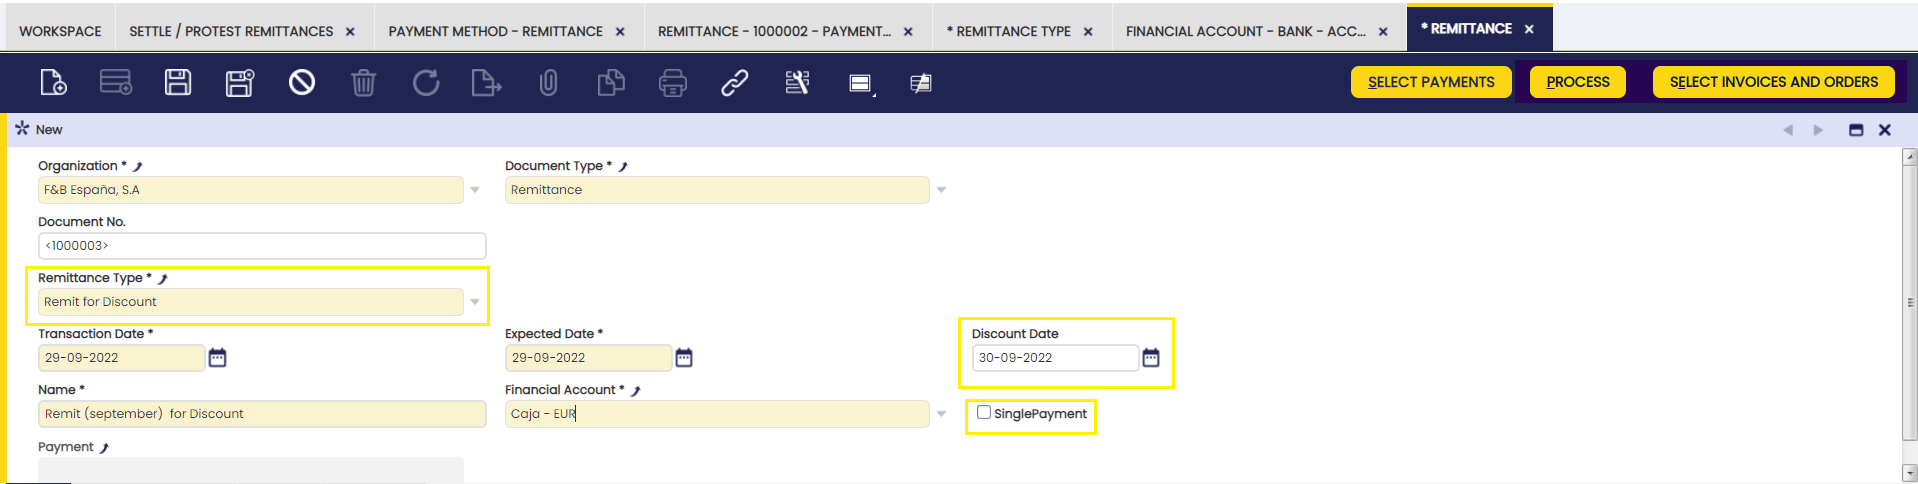 WORKSPACE SETTLE / PROTEST REMITTANCES × PAYMENT METHOD - REMITTANCE × REMITTANCE - 1000002 - PAYMENT... × * REMITTANCE TYPE × FINANCIAL ACCOUNT - BANK - ACC... × * REMITTANCE ×
SELECT PAYMENTS PROCESS SELECT INVOICES AND ORDERS
New
Organization * Document Type *
F&B España, S.A Remittance
Document No.
<1000003>
Remittance Type *
Remit for Discount
Transaction Date * Expected Date * Discount Date
29-09-2022 29-09-2022 30-09-2022
Name * Financial Account *
Remit (september)  for Discount Caja - EUR SinglePayment
Payment